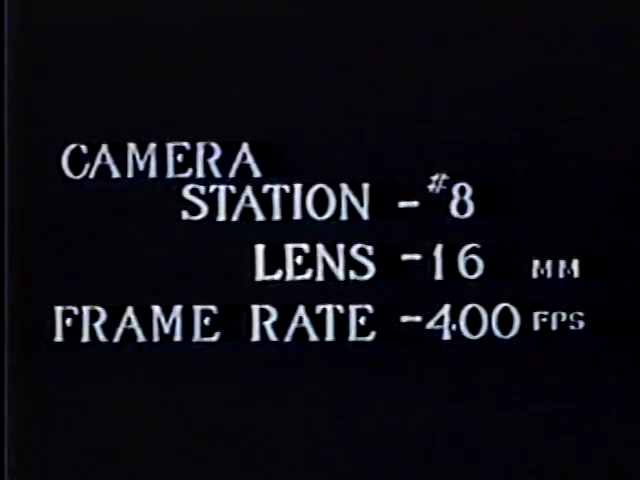 CAMERA
STATION - #8
LENS - 16 MM
FRAME RATE - 400 FPS